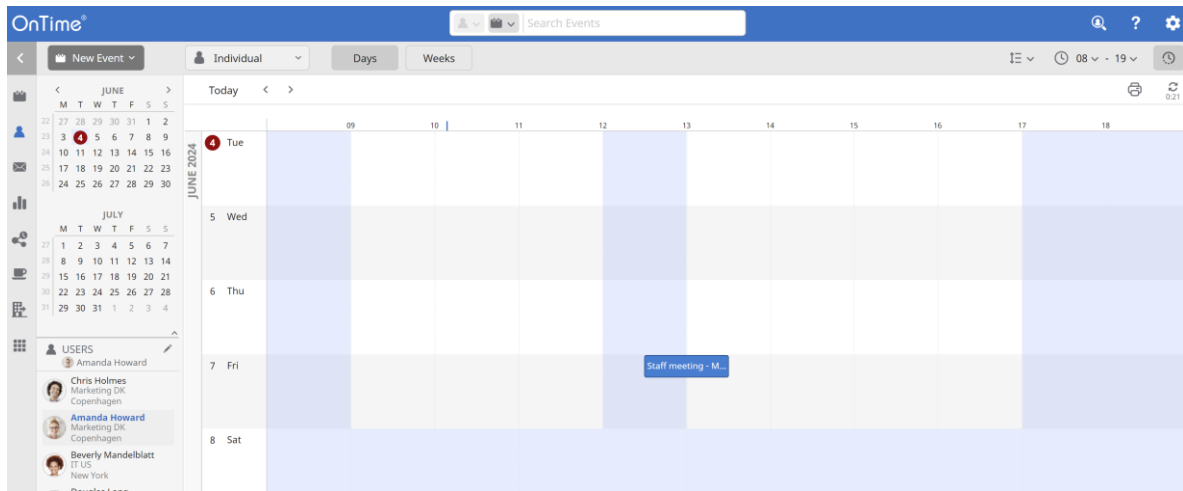 OnTime®
Search Events
?
New Event
Individual
Days
Weeks
08 - 19
JUNE
M T W T F S S
22 27 28 29 30 31 1 2
23 3 4 5 6 7 8 9
24 10 11 12 13 14 15 16
25 17 18 19 20 21 22 23
26 24 25 26 27 28 29 30
JULY
M T W T F S S
27 1 2 3 4 5 6 7
28 8 9 10 11 12 13 14
29 15 16 17 18 19 20 21
30 22 23 24 25 26 27 28
31 29 30 31 1 2 3 4
USERS
Amanda Howard
Chris Holmes
Marketing DK
Copenhagen
Amanda Howard
Marketing DK
Copenhagen
Beverly Mandelblatt
IT US
New York
Today
0:21
09 10 11 12 13 14 15 16 17 18
JUNE 2024
4 Tue
5 Wed
6 Thu
7 Fri
Staff meeting - M...
8 Sat